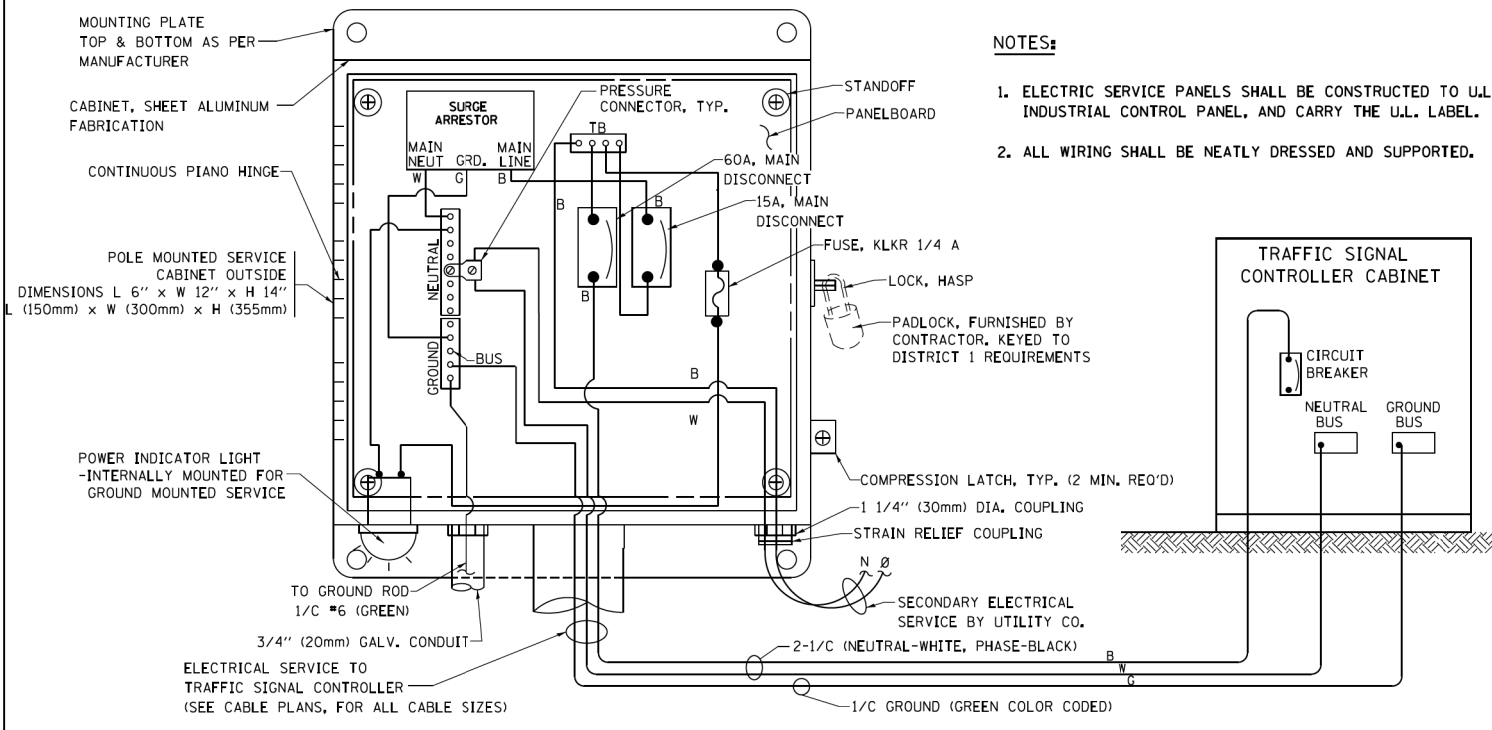 MOUNTING PLATE
TOP & BOTTOM AS PER
MANUFACTURER
CABINET, SHEET ALUMINUM
FABRICATION
CONTINUOUS PIANO HINGE
POLE MOUNTED SERVICE
CABINET OUTSIDE
DIMENSIONS L 6" x W 12" x H 14"
L (150mm) x W (300mm) x H (355mm)
POWER INDICATOR LIGHT
-INTERNALLY MOUNTED FOR
GROUND MOUNTED SERVICE
SURGE
ARRESTOR
MAIN
NEUT
GRD.
MAIN
LINE
W
G
B
PRESSURE
CONNECTOR, TYP.
TB
B
B
B
NEUTRAL
GROUND
BUS
B
W
STANDOFF
PANELBOARD
60A, MAIN
DISCONNECT
15A, MAIN
DISCONNECT
FUSE, KLKR 1/4 A
LOCK, HASP
PADLOCK, FURNISHED BY
CONTRACTOR. KEYED TO
DISTRICT 1 REQUIREMENTS
COMPRESSION LATCH, TYP. (2 MIN. REQ'D)
1 1/4" (30mm) DIA. COUPLING
STRAIN RELIEF COUPLING
N Ø
SECONDARY ELECTRICAL
SERVICE BY UTILITY CO.
TO GROUND ROD
1/C #6 (GREEN)
3/4" (20mm) GALV. CONDUIT
ELECTRICAL SERVICE TO
TRAFFIC SIGNAL CONTROLLER
(SEE CABLE PLANS, FOR ALL CABLE SIZES)
2-1/C (NEUTRAL-WHITE, PHASE-BLACK)
B
W
G
1/C GROUND (GREEN COLOR CODED)
NOTES:
1. ELECTRIC SERVICE PANELS SHALL BE CONSTRUCTED TO U.L
INDUSTRIAL CONTROL PANEL, AND CARRY THE U.L. LABEL.
2. ALL WIRING SHALL BE NEATLY DRESSED AND SUPPORTED.
TRAFFIC SIGNAL
CONTROLLER CABINET
CIRCUIT
BREAKER
NEUTRAL
BUS
GROUND
BUS